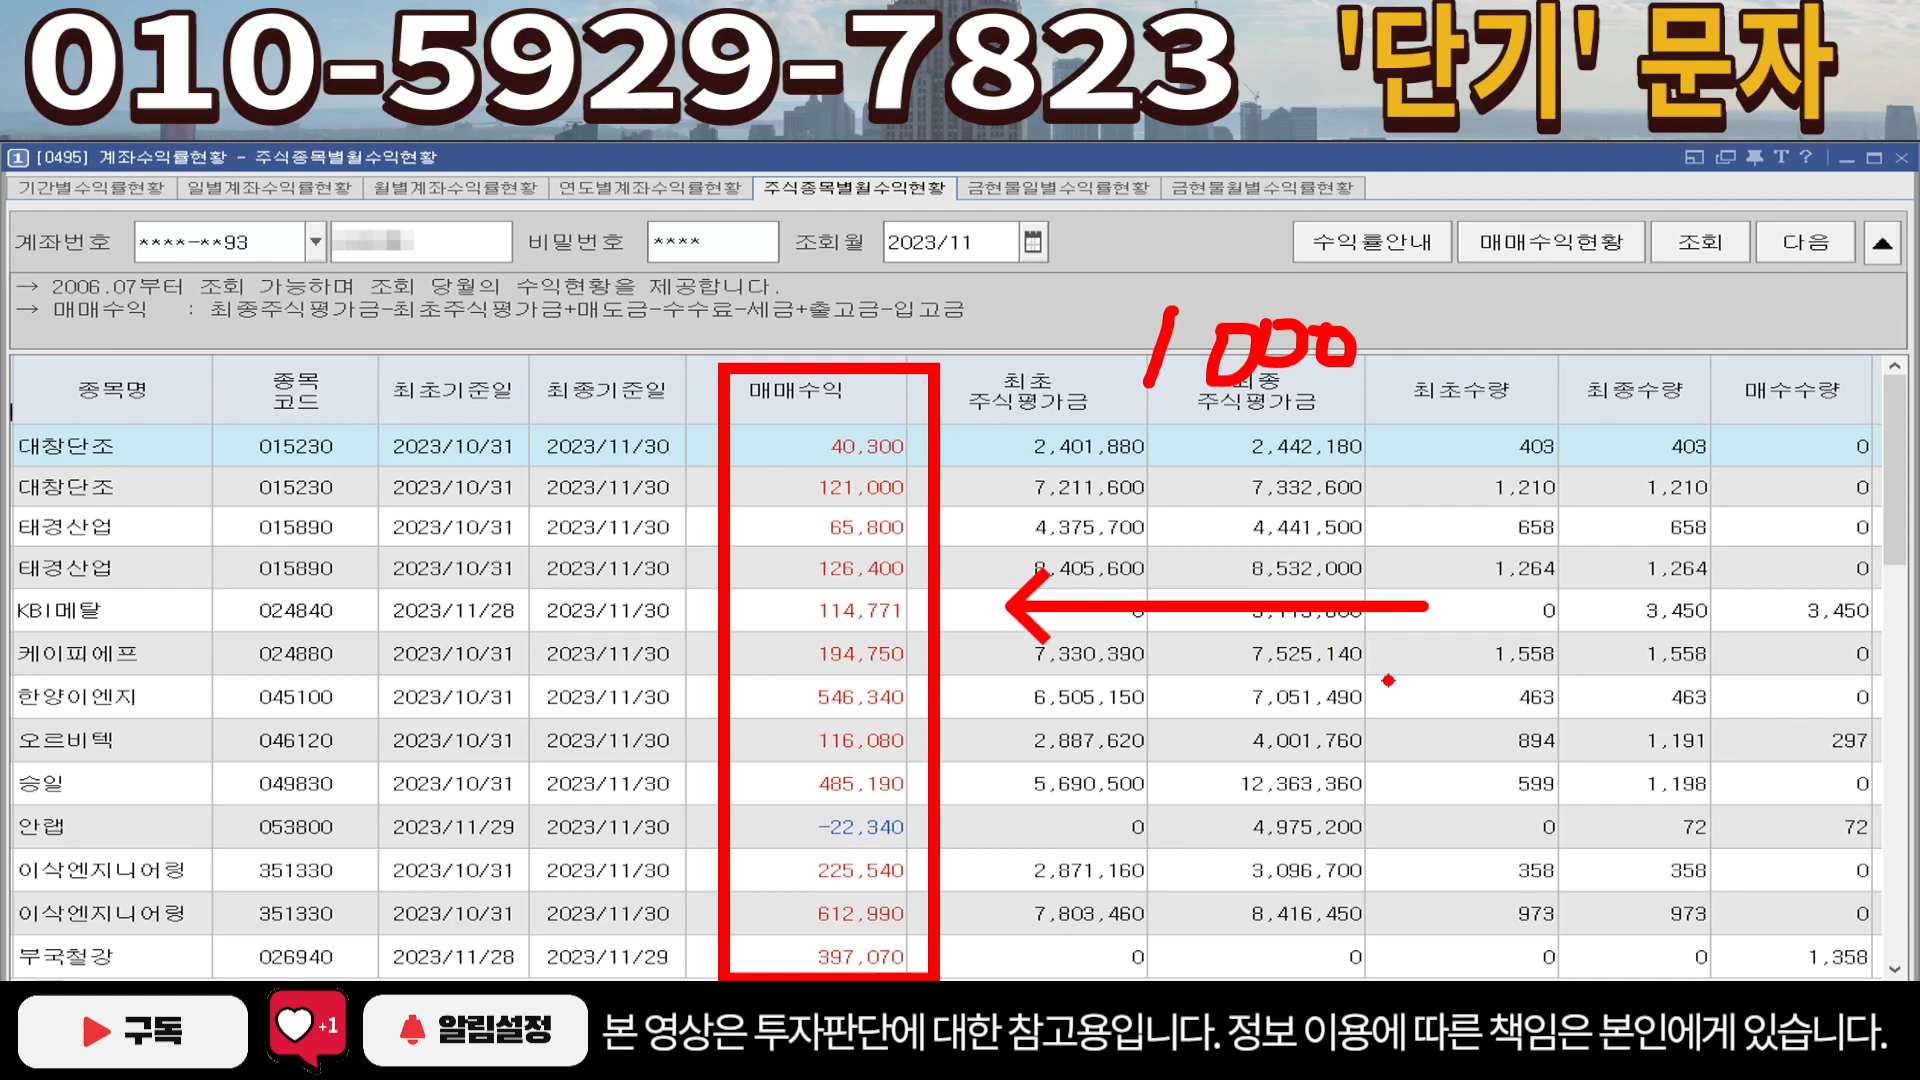 010-5929-7823 '단기' 문자
1 [0495] 계좌수익률현황 - 주식종목별월수익현황 T ?
기간별수익률현황 일별계좌수익률현황 월별계좌수익률현황 연도별계좌수익률현황 주식종목별월수익현황 금현물일별수익률현황 금현물월별수익률현황
계좌번호 ****-**93 비밀번호 **** 조회월 2023/11 수익률안내 매매수익현황 조회 다음
→ 2006.07부터 조회 가능하며 조회 당월의 수익현황을 제공합니다.
→ 매매수익 : 최종주식평가금-최초주식평가금+매도금-수수료-세금+출고금-입고금
1000
종목명 종목코드 최초기준일 최종기준일 매매수익 최초주식평가금 최종주식평가금 최초수량 최종수량 매수수량
대창단조 015230 2023/10/31 2023/11/30 40,300 2,401,880 2,442,180 403 403 0
대창단조 015230 2023/10/31 2023/11/30 121,000 7,211,600 7,332,600 1,210 1,210 0
태경산업 015890 2023/10/31 2023/11/30 65,800 4,375,700 4,441,500 658 658 0
태경산업 015890 2023/10/31 2023/11/30 126,400 8,405,600 8,532,000 1,264 1,264 0
KBI메탈 024840 2023/11/28 2023/11/30 114,771 0 0 3,450 3,450
케이피에프 024880 2023/10/31 2023/11/30 194,750 7,330,390 7,525,140 1,558 1,558 0
한양이엔지 045100 2023/10/31 2023/11/30 546,340 6,505,150 7,051,490 463 463 0
오르비텍 046120 2023/10/31 2023/11/30 116,080 2,887,620 4,001,760 894 1,191 297
승일 049830 2023/10/31 2023/11/30 485,190 5,690,500 12,363,360 599 1,198 0
안랩 053800 2023/11/29 2023/11/30 -22,340 0 4,975,200 0 72 72
이삭엔지니어링 351330 2023/10/31 2023/11/30 225,540 2,871,160 3,096,700 358 358 0
이삭엔지니어링 351330 2023/10/31 2023/11/30 612,990 7,803,460 8,416,450 973 973 0
부국철강 026940 2023/11/28 2023/11/29 397,070 0 0 0 0 1,358
구독 +1 알림설정 본 영상은 투자판단에 대한 참고용입니다. 정보 이용에 따른 책임은 본인에게 있습니다.